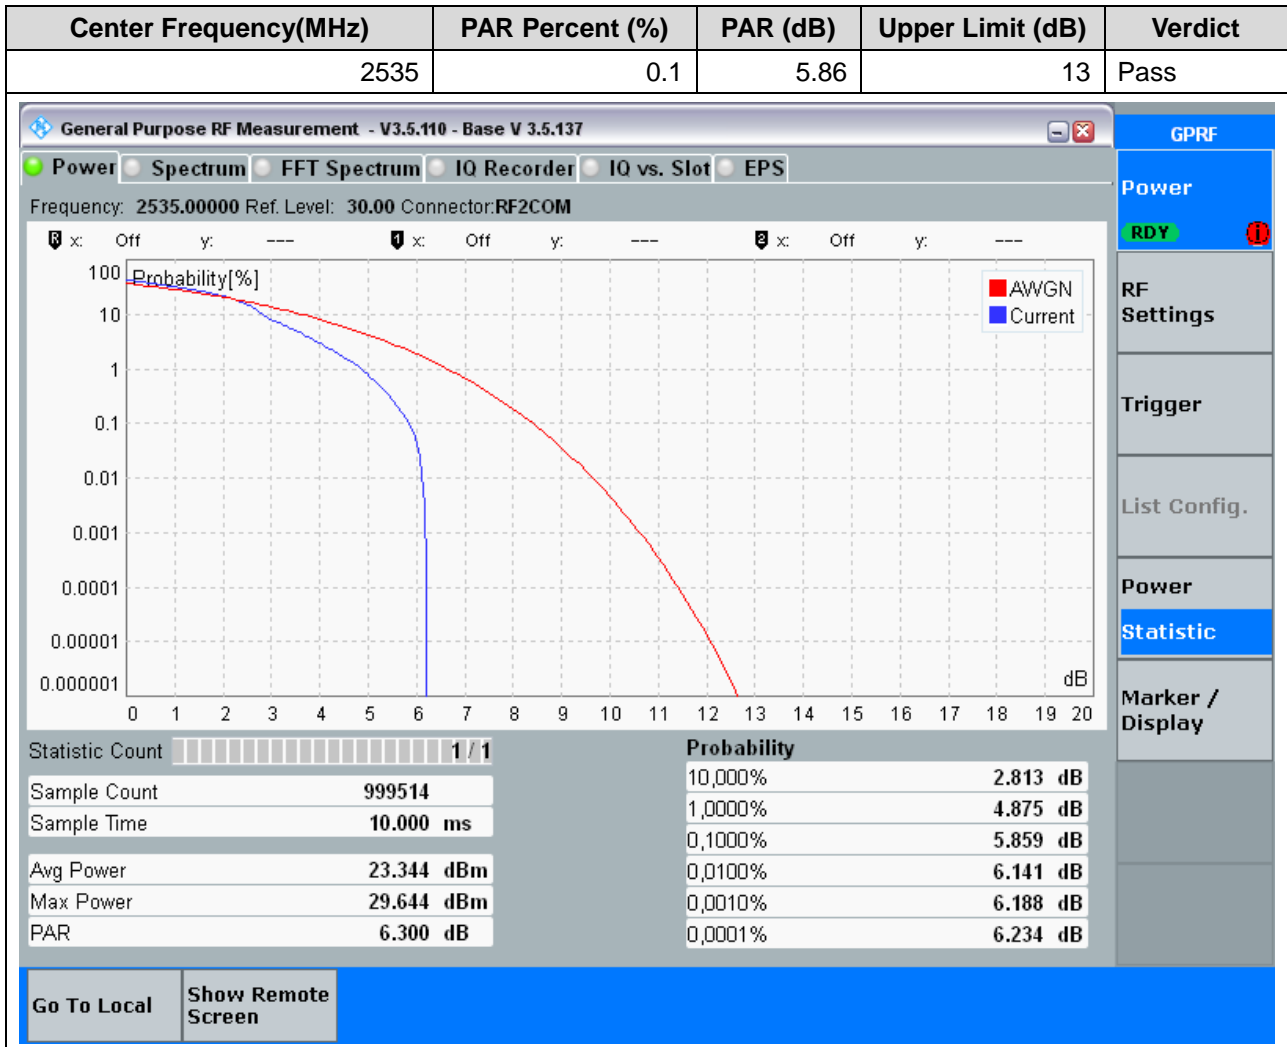 Center Frequency(MHz) PAR Percent (%) PAR (dB) Upper Limit (dB) Verdict
2535 0.1 5.86 13 Pass
General Purpose RF Measurement - V3.5.110 - Base V 3.5.137
GPRF
Power Spectrum FFT Spectrum IQ Recorder IQ vs. Slot EPS
Power
RDY
Frequency: 2535.00000 Ref. Level: 30.00 Connector:RF2COM
R x: Off y: --- 1 x: Off y: --- 2 x: Off y: ---
Probability[%]
AWGN
Current
100
10
1
0.1
0.01
0.001
0.0001
0.00001
0.000001
dB
0 1 2 3 4 5 6 7 8 9 10 11 12 13 14 15 16 17 18 19 20
RF
Settings
Trigger
List Config.
Power
Statistic
Marker /
Display
Statistic Count 1 / 1
Sample Count 999514
Sample Time 10.000 ms
Avg Power 23.344 dBm
Max Power 29.644 dBm
PAR 6.300 dB
Probability
10,000% 2.813 dB
1,0000% 4.875 dB
0,1000% 5.859 dB
0,0100% 6.141 dB
0,0010% 6.188 dB
0,0001% 6.234 dB
Go To Local
Show Remote
Screen